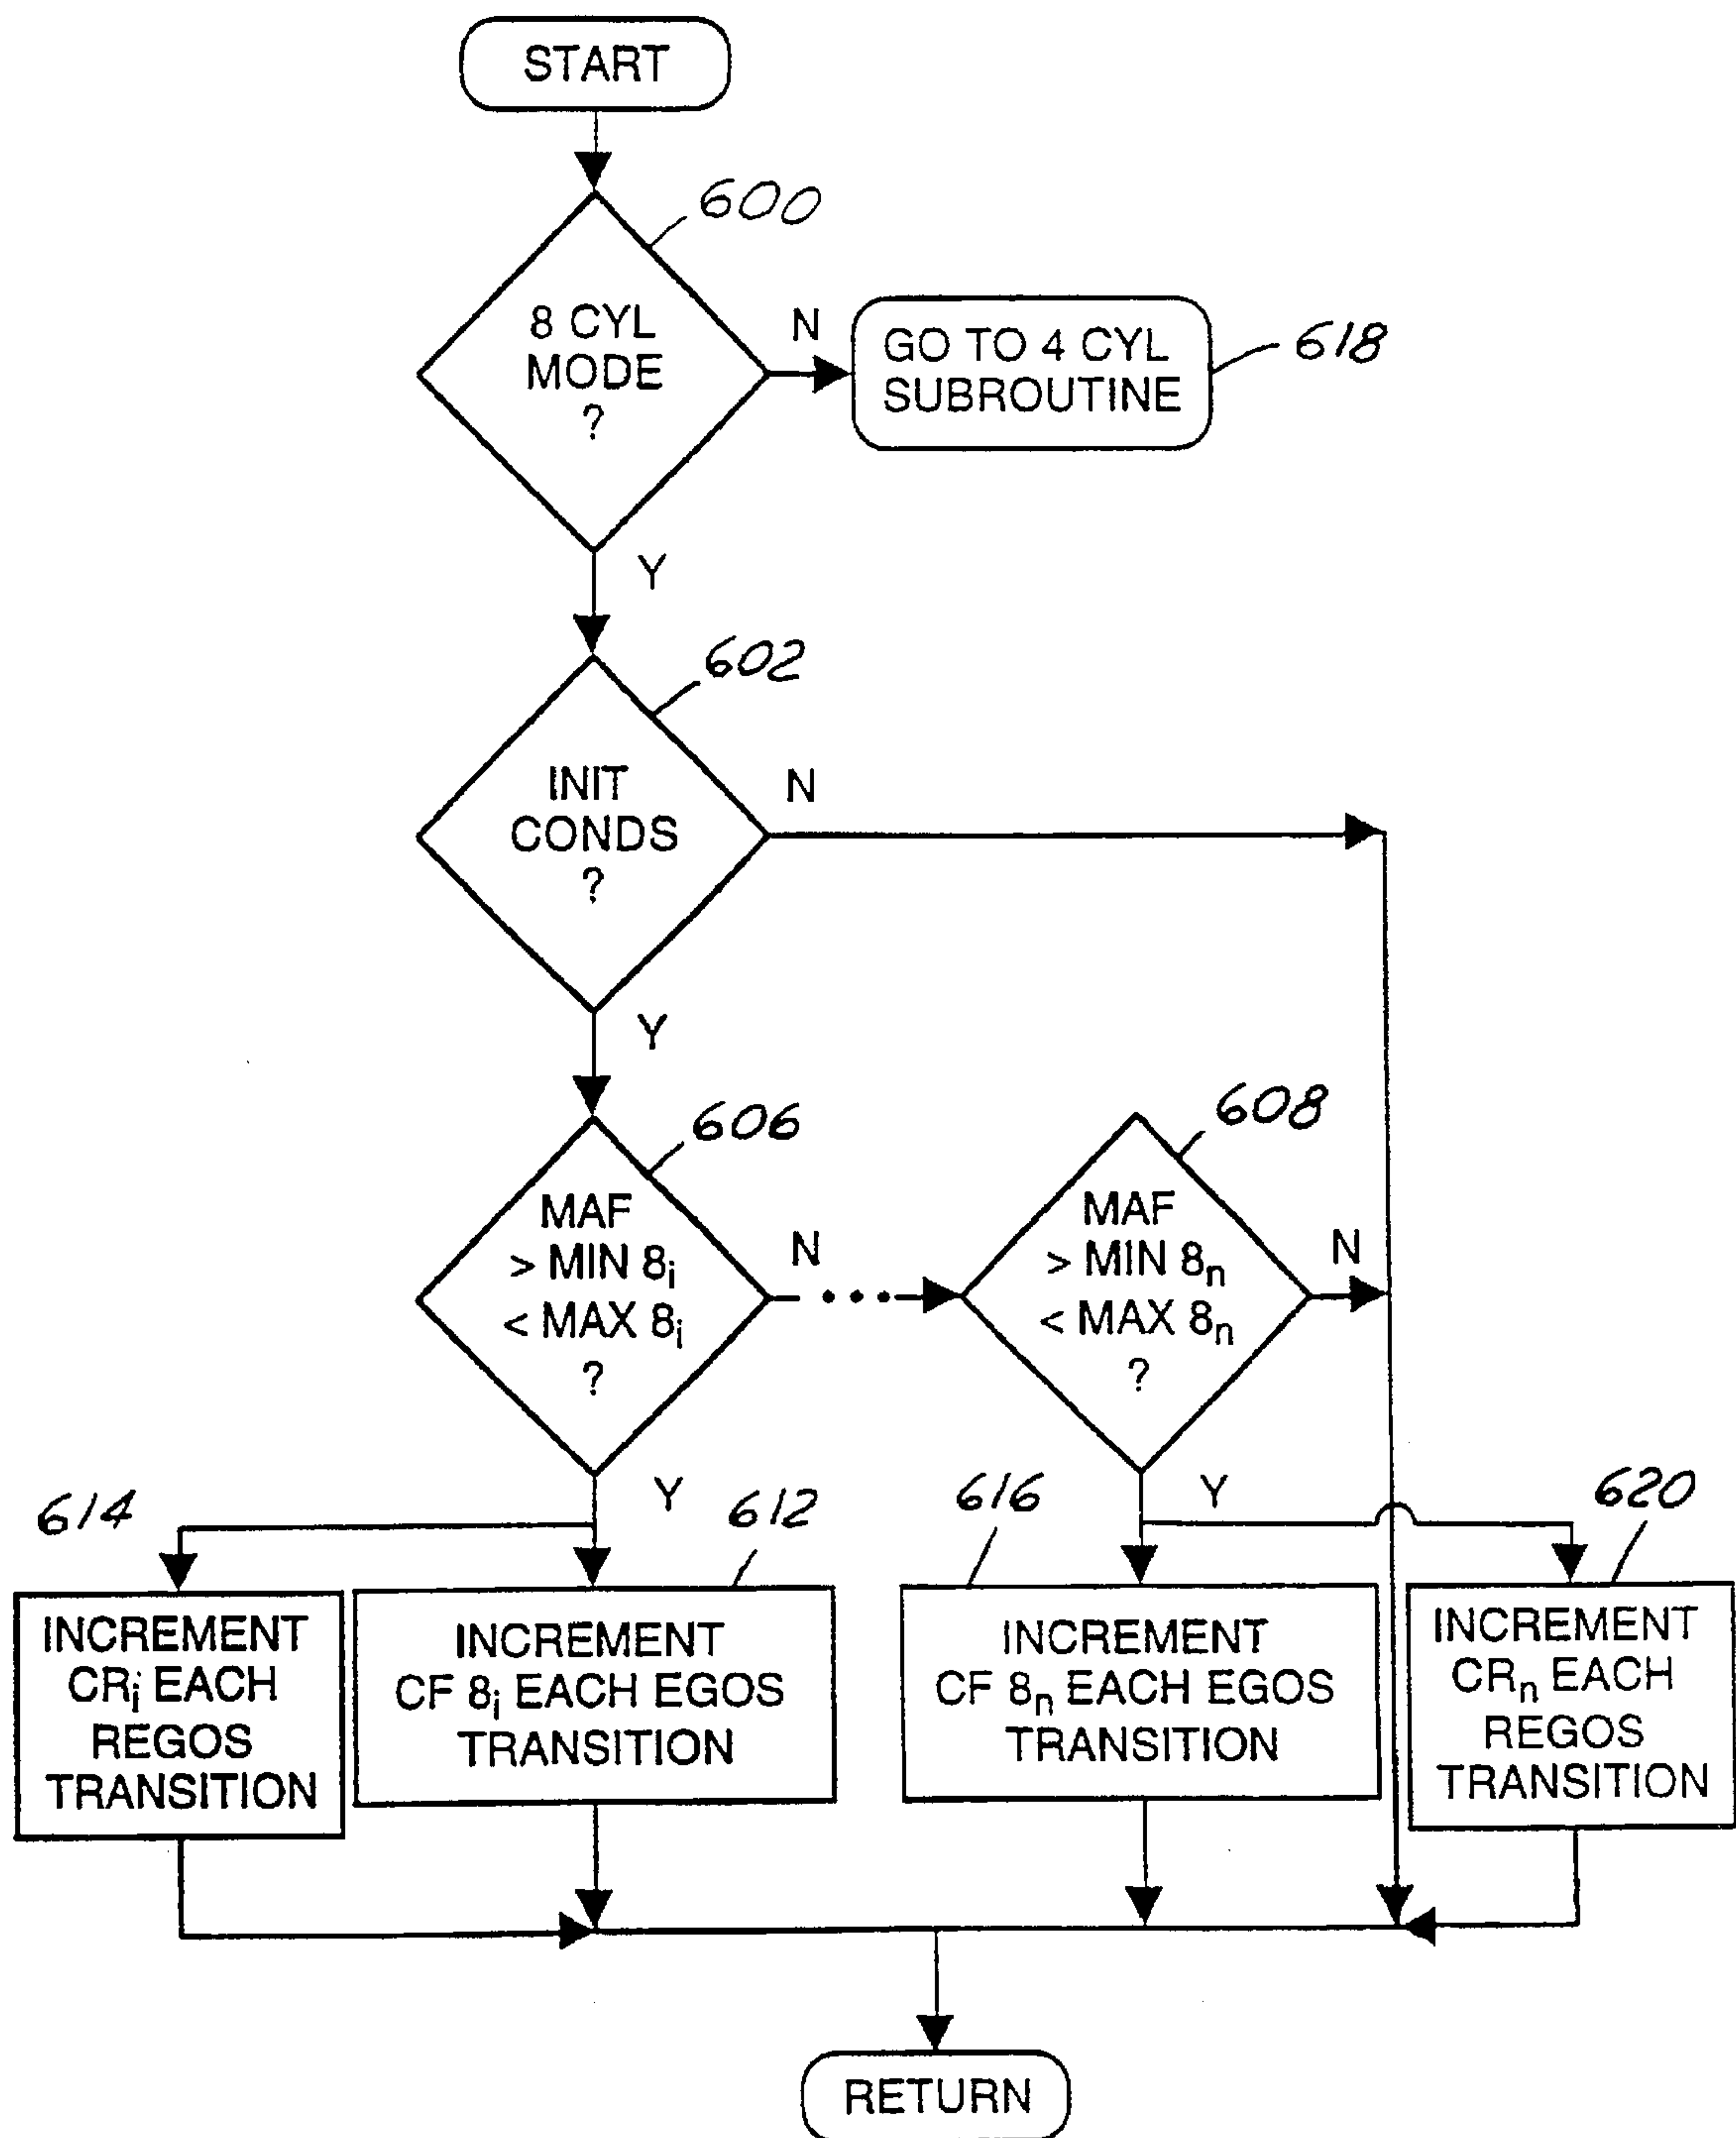 START
600
8 CYL
MODE
?
N
GO TO 4 CYL
SUBROUTINE
618
Y
602
INIT
CONDS
?
N
Y
606
MAF
> MIN 8i
< MAX 8i
?
N
608
MAF
> MIN 8n
< MAX 8n
?
N
Y
Y
614
INCREMENT
CRi EACH
REGOS
TRANSITION
612
INCREMENT
CF 8i EACH EGOS
TRANSITION
616
INCREMENT
CF 8n EACH EGOS
TRANSITION
620
INCREMENT
CRn EACH
REGOS
TRANSITION
RETURN